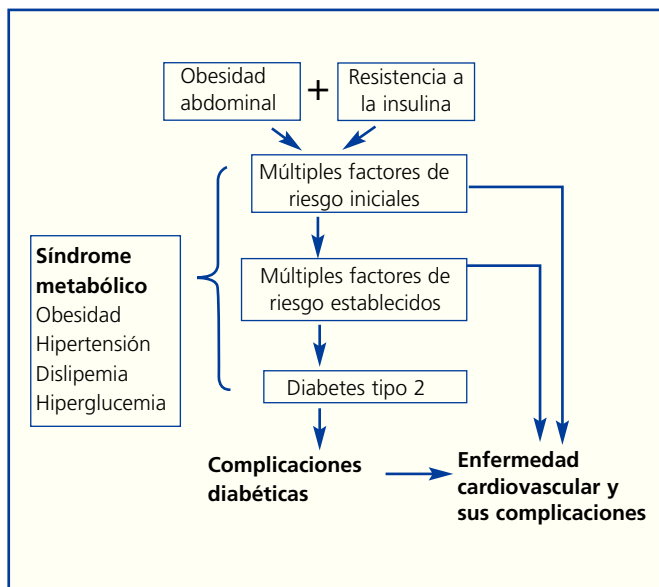 Obesidad
abdominal
+
Resistencia a
la insulina
Múltiples factores de
riesgo iniciales
Síndrome
metabólico
Obesidad
Hipertensión
Dislipemia
Hiperglucemia
Múltiples factores de
riesgo establecidos
Diabetes tipo 2
Complicaciones
diabéticas
Enfermedad
cardiovascular y
sus complicaciones